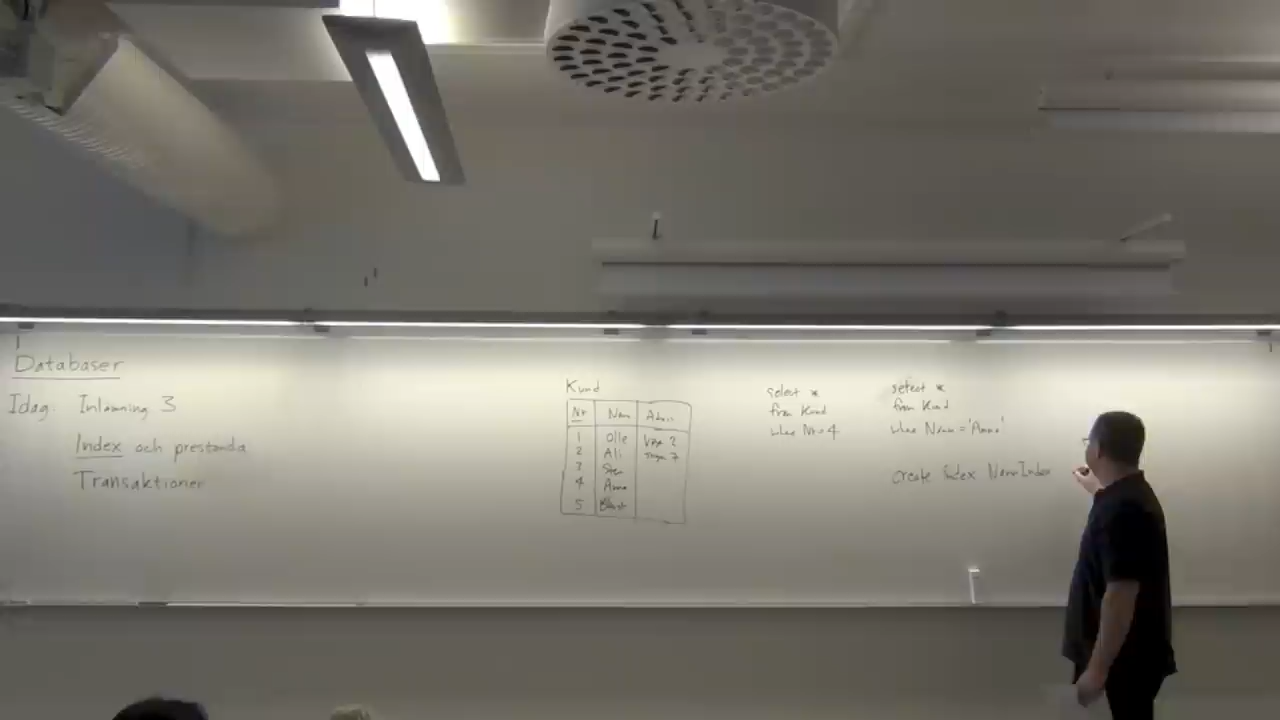 Databaser
Idag: Inlämning 3
Index och prestanda
Transaktioner
Kund
Nr Namn
1 Olle
2 Ali
3 Sten
4 Anna
5
select *
from Kund
where Nr=4
select *
from Kund
where Namn='Anna'
create index NamnIndex